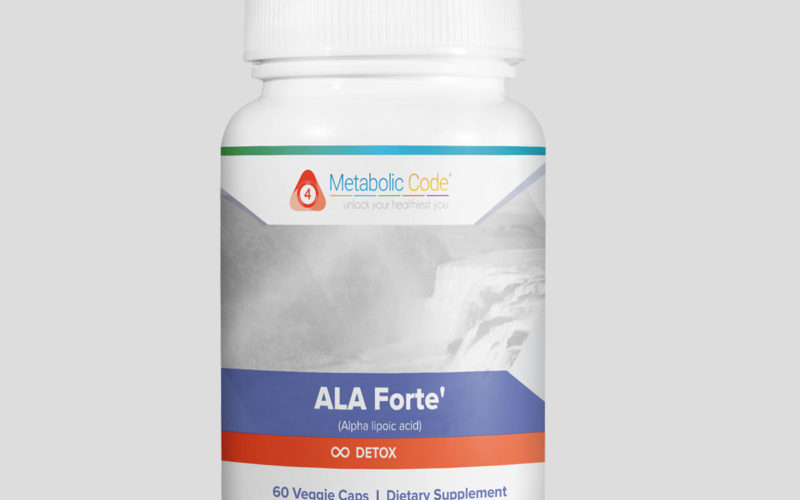 4
Metabolic Code®
unlock your healthiest you
ALA Forte'
(Alpha lipoic acid)
∞ DETOX
60 Veggie Caps | Dietary Supplement